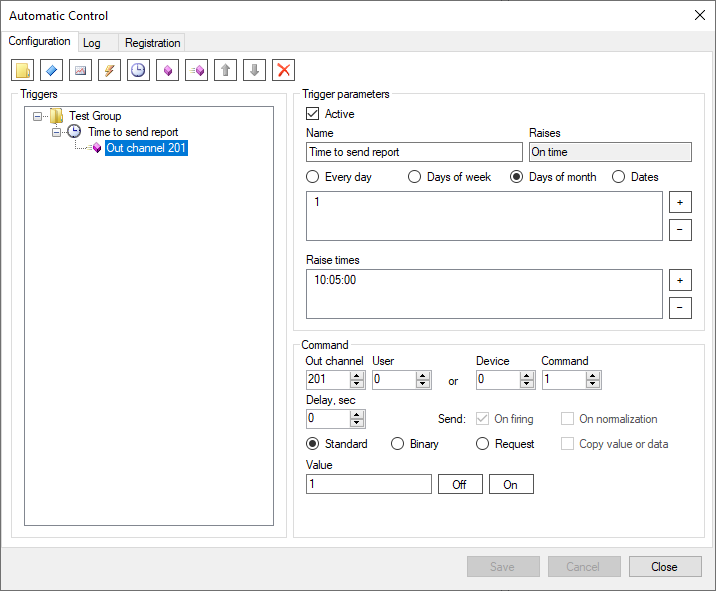 Automatic Control
Configuration Log Registration
Triggers
Test Group
Time to send report
Out channel 201
Trigger parameters
Active
Name Raises
Time to send report On time
Every day Days of week Days of month Dates
1
+
−
Raise times
10:05:00
+
−
Command
Out channel User Device Command
201 0 or 0 1
Delay, sec
0 Send: On firing On normalization
Standard Binary Request Copy value or data
Value
1 Off On
Save Cancel Close